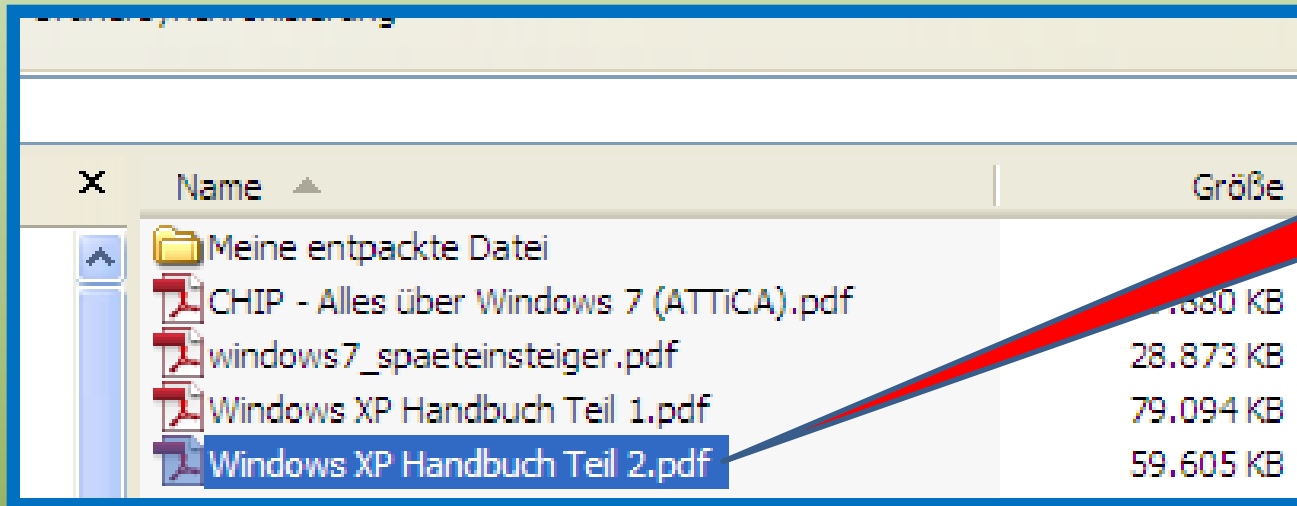 Name Größe
Meine entpackte Datei
CHIP - Alles über Windows 7 (ATTiCA).pdf KB
windows7_spaeteinsteiger.pdf 28.873 KB
Windows XP Handbuch Teil 1.pdf 79.094 KB
Windows XP Handbuch Teil 2.pdf 59.605 KB